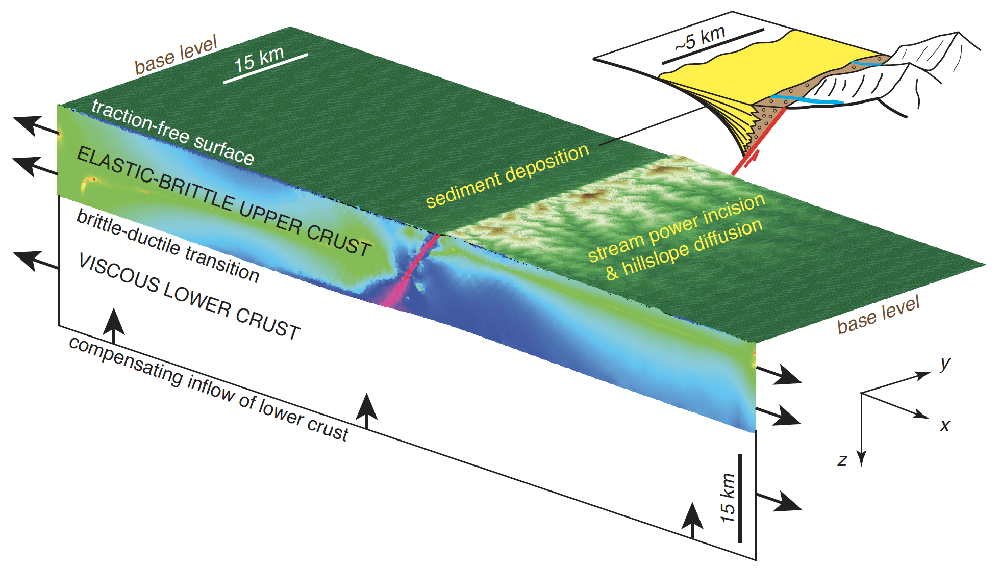 base level
15 km
~5 km
traction-free surface
ELASTIC-BRITTLE UPPER CRUST
sediment deposition
stream power incision
& hillslope diffusion
brittle-ductile transition
VISCOUS LOWER CRUST
compensating inflow of lower crust
base level
y
x
z
15 km